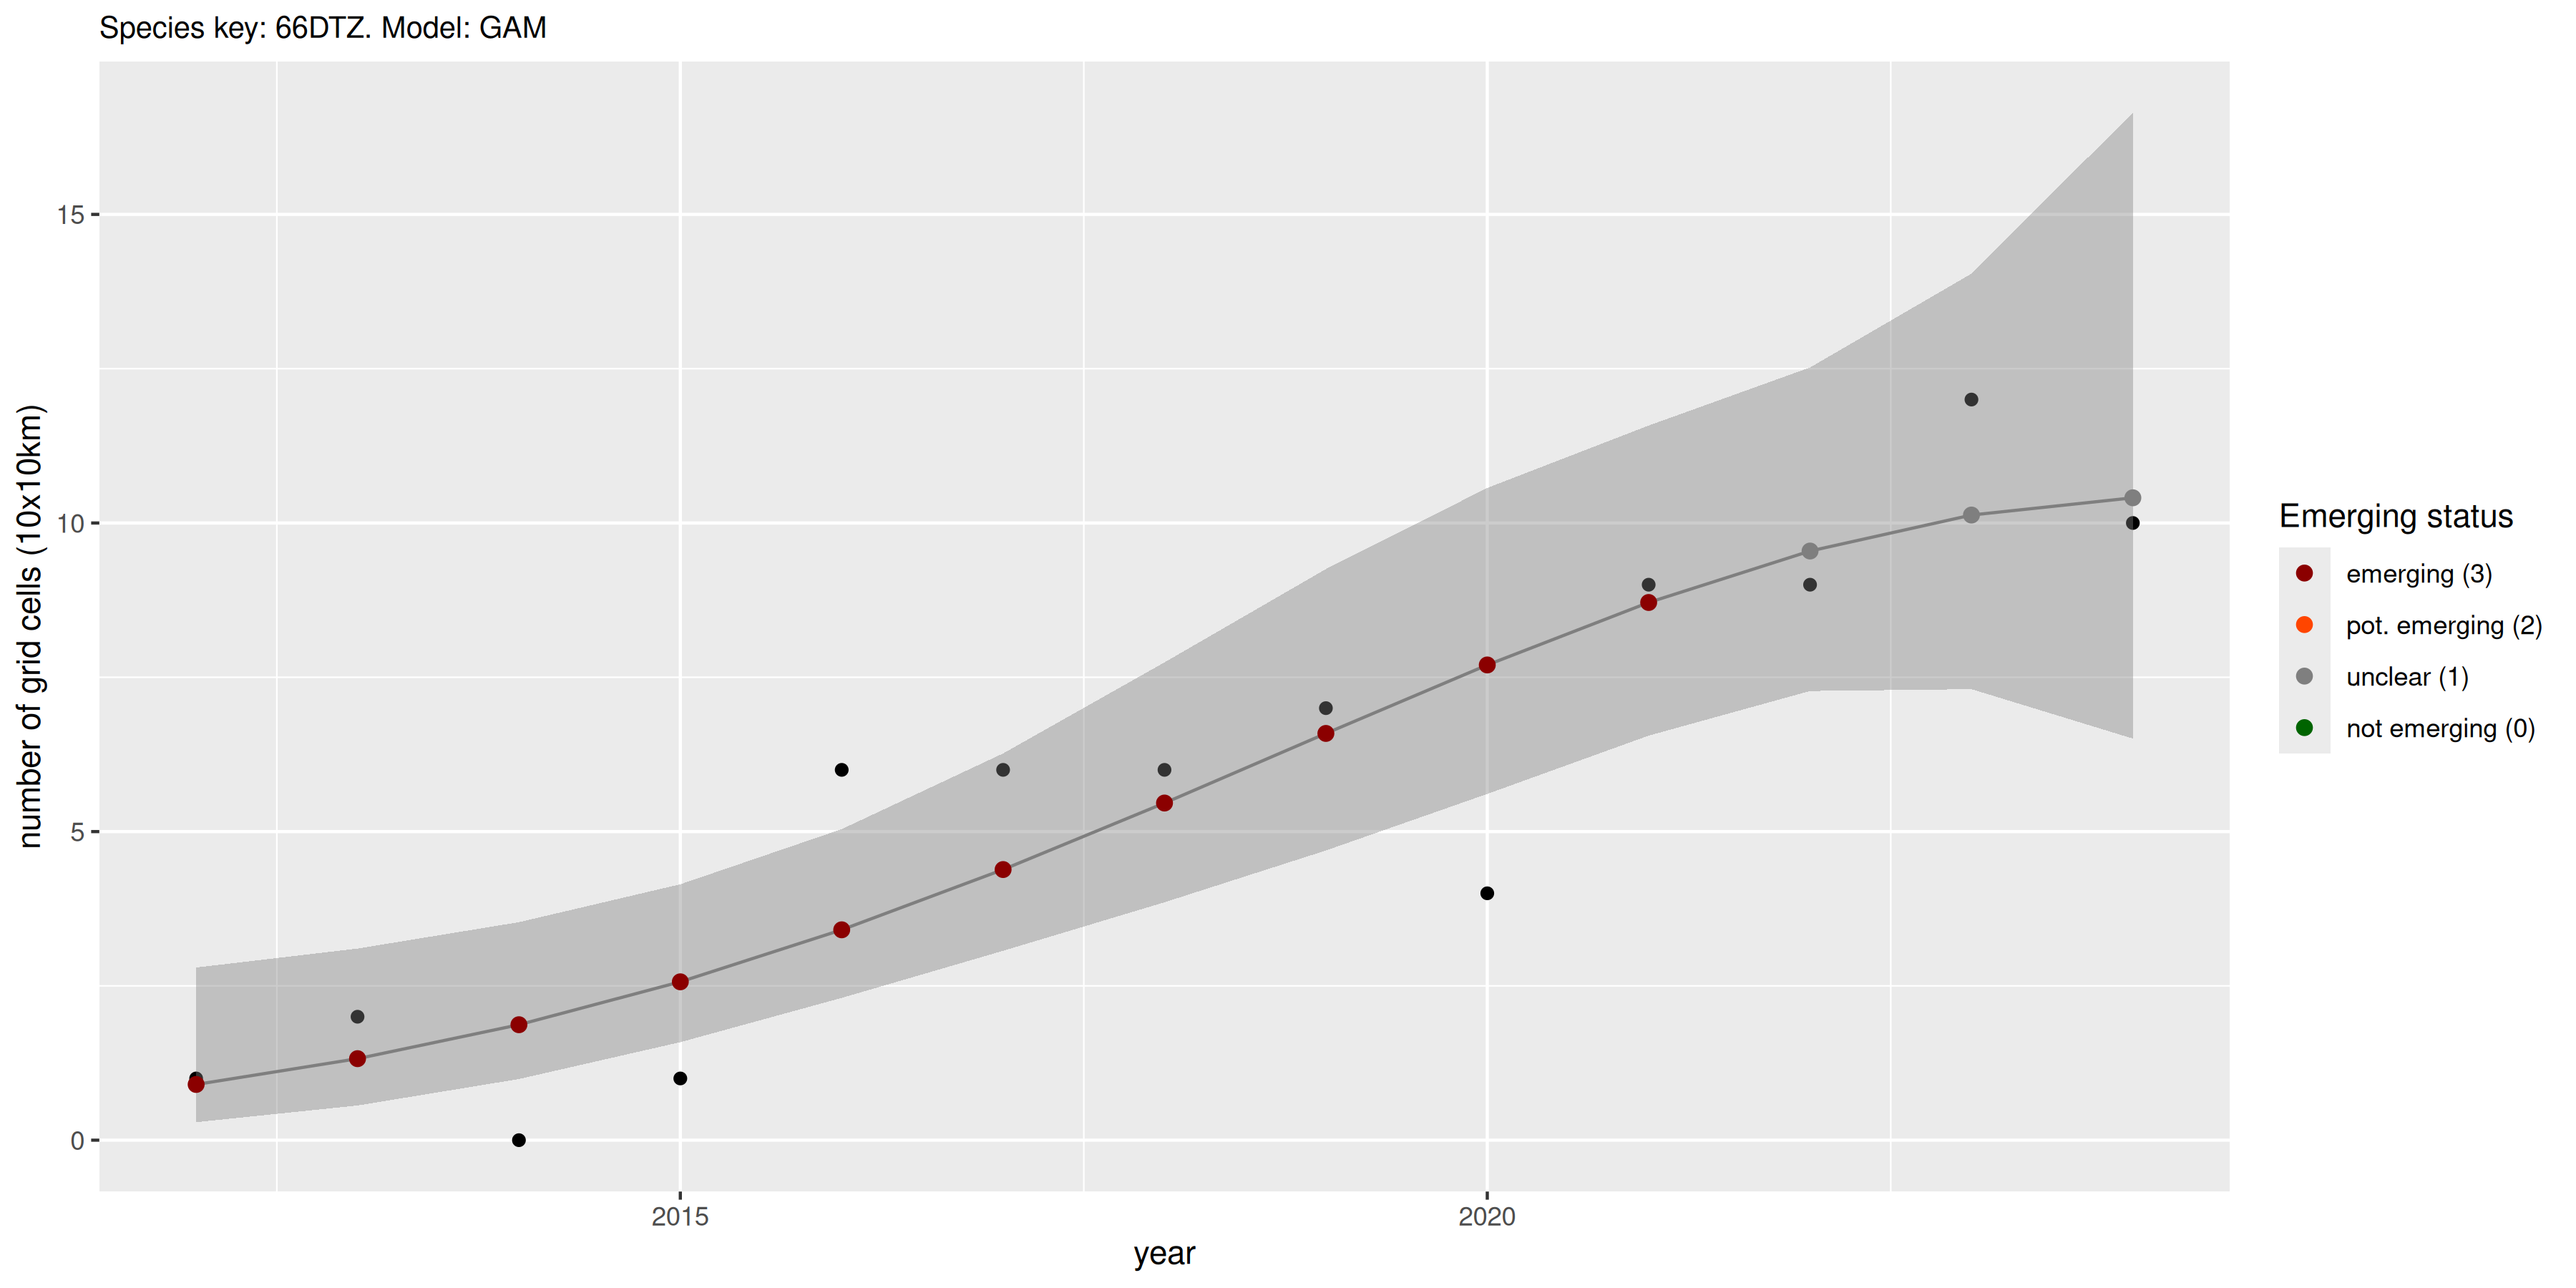 Species key: 66DTZ. Model: GAM
15
10
5
0
number of grid cells (10x10km)
2015
2020
year
Emerging status
emerging (3)
pot. emerging (2)
unclear (1)
not emerging (0)